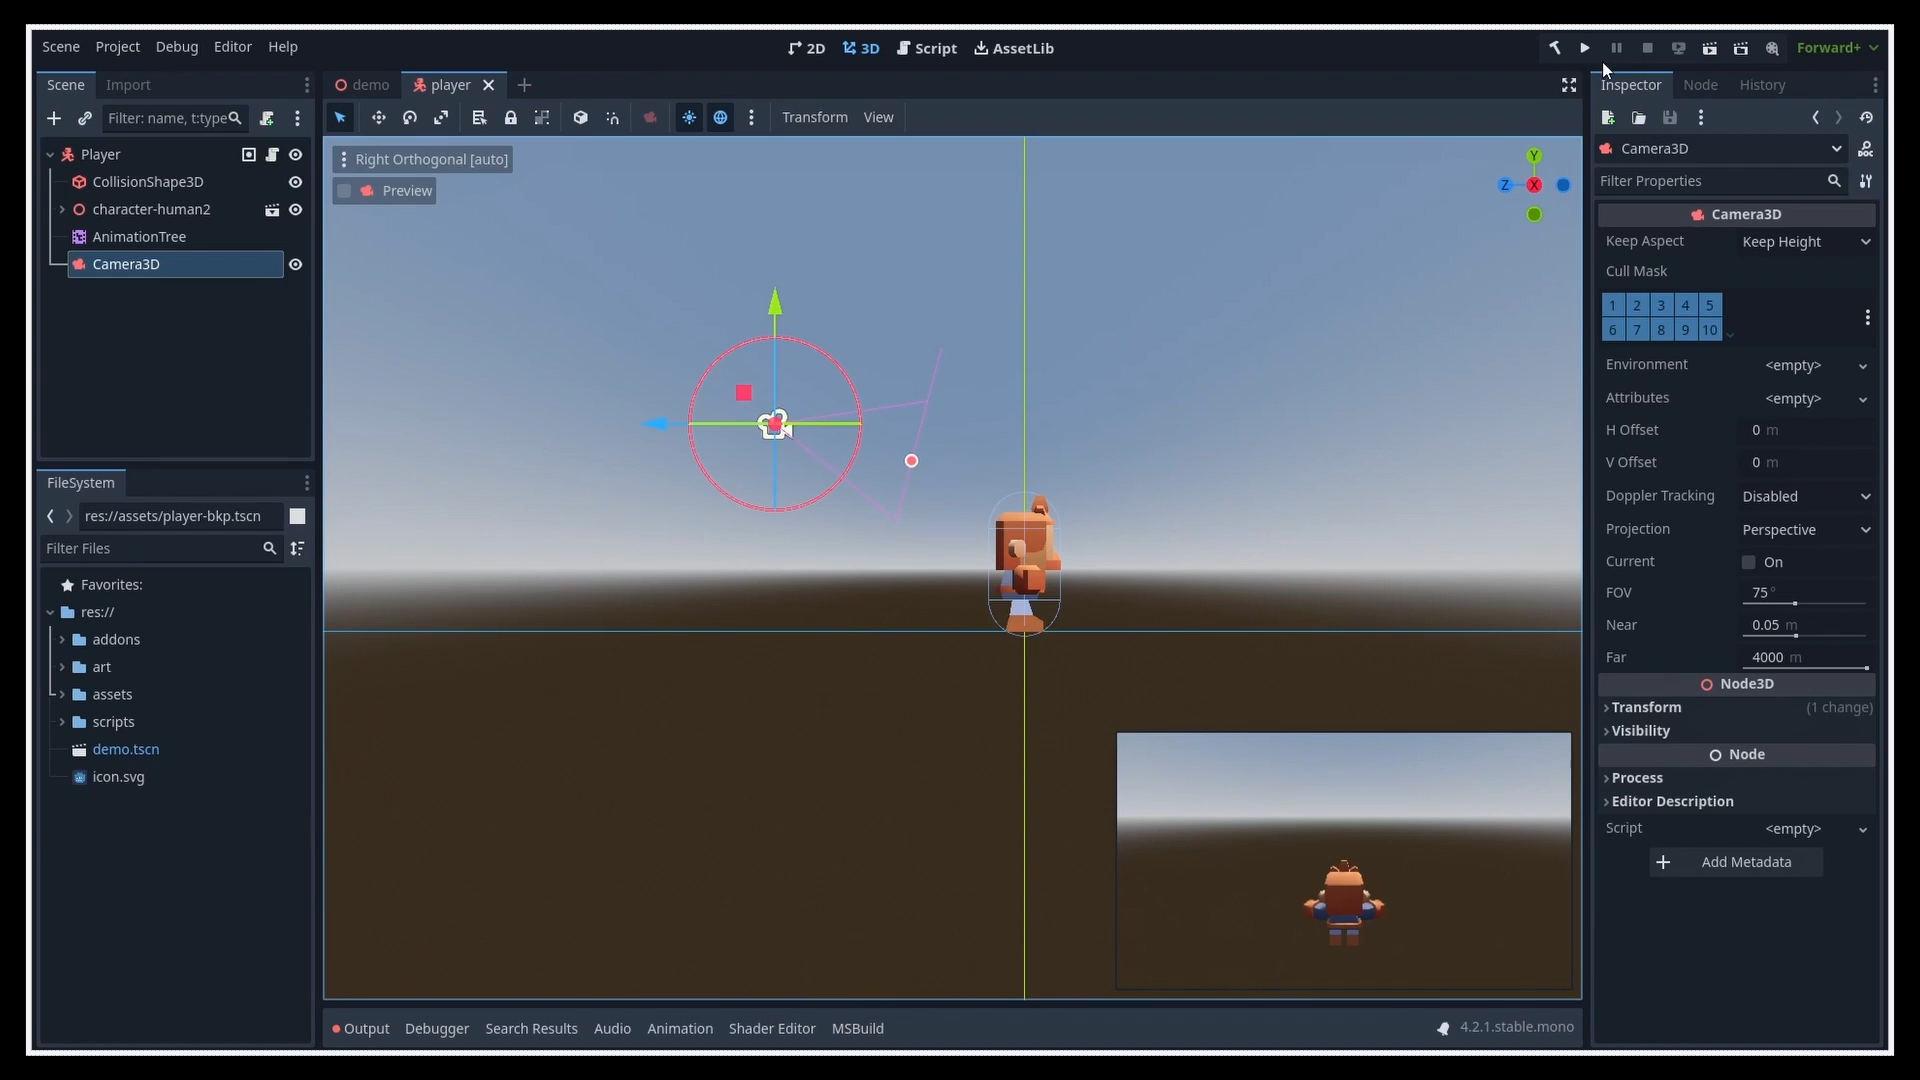 Scene Project Debug Editor Help
2D 3D Script AssetLib
Forward+
Scene Import
Filter: name, t:type
Player
CollisionShape3D
character-human2
AnimationTree
Camera3D
FileSystem
res://assets/player-bkp.tscn
Filter Files
Favorites:
res://
addons
art
assets
scripts
demo.tscn
icon.svg
demo player
Transform View
Right Orthogonal [auto]
Preview
Y
Z X
Output Debugger Search Results Audio Animation Shader Editor MSBuild
4.2.1.stable.mono
Inspector Node History
Camera3D
DOC
Filter Properties
Camera3D
Keep Aspect Keep Height
Cull Mask
1 2 3 4 5
6 7 8 9 10
Environment <empty>
Attributes <empty>
H Offset 0 m
V Offset 0 m
Doppler Tracking Disabled
Projection Perspective
Current On
FOV 75 °
Near 0.05 m
Far 4000 m
Node3D
Transform (1 change)
Visibility
Node
Process
Editor Description
Script <empty>
Add Metadata